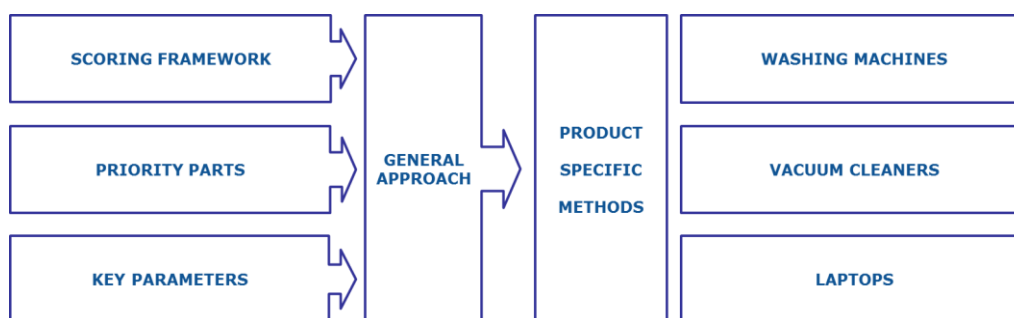 SCORING FRAMEWORK
PRIORITY PARTS
KEY PARAMETERS
GENERAL
APPROACH
PRODUCT
SPECIFIC
METHODS
WASHING MACHINES
VACUUM CLEANERS
LAPTOPS